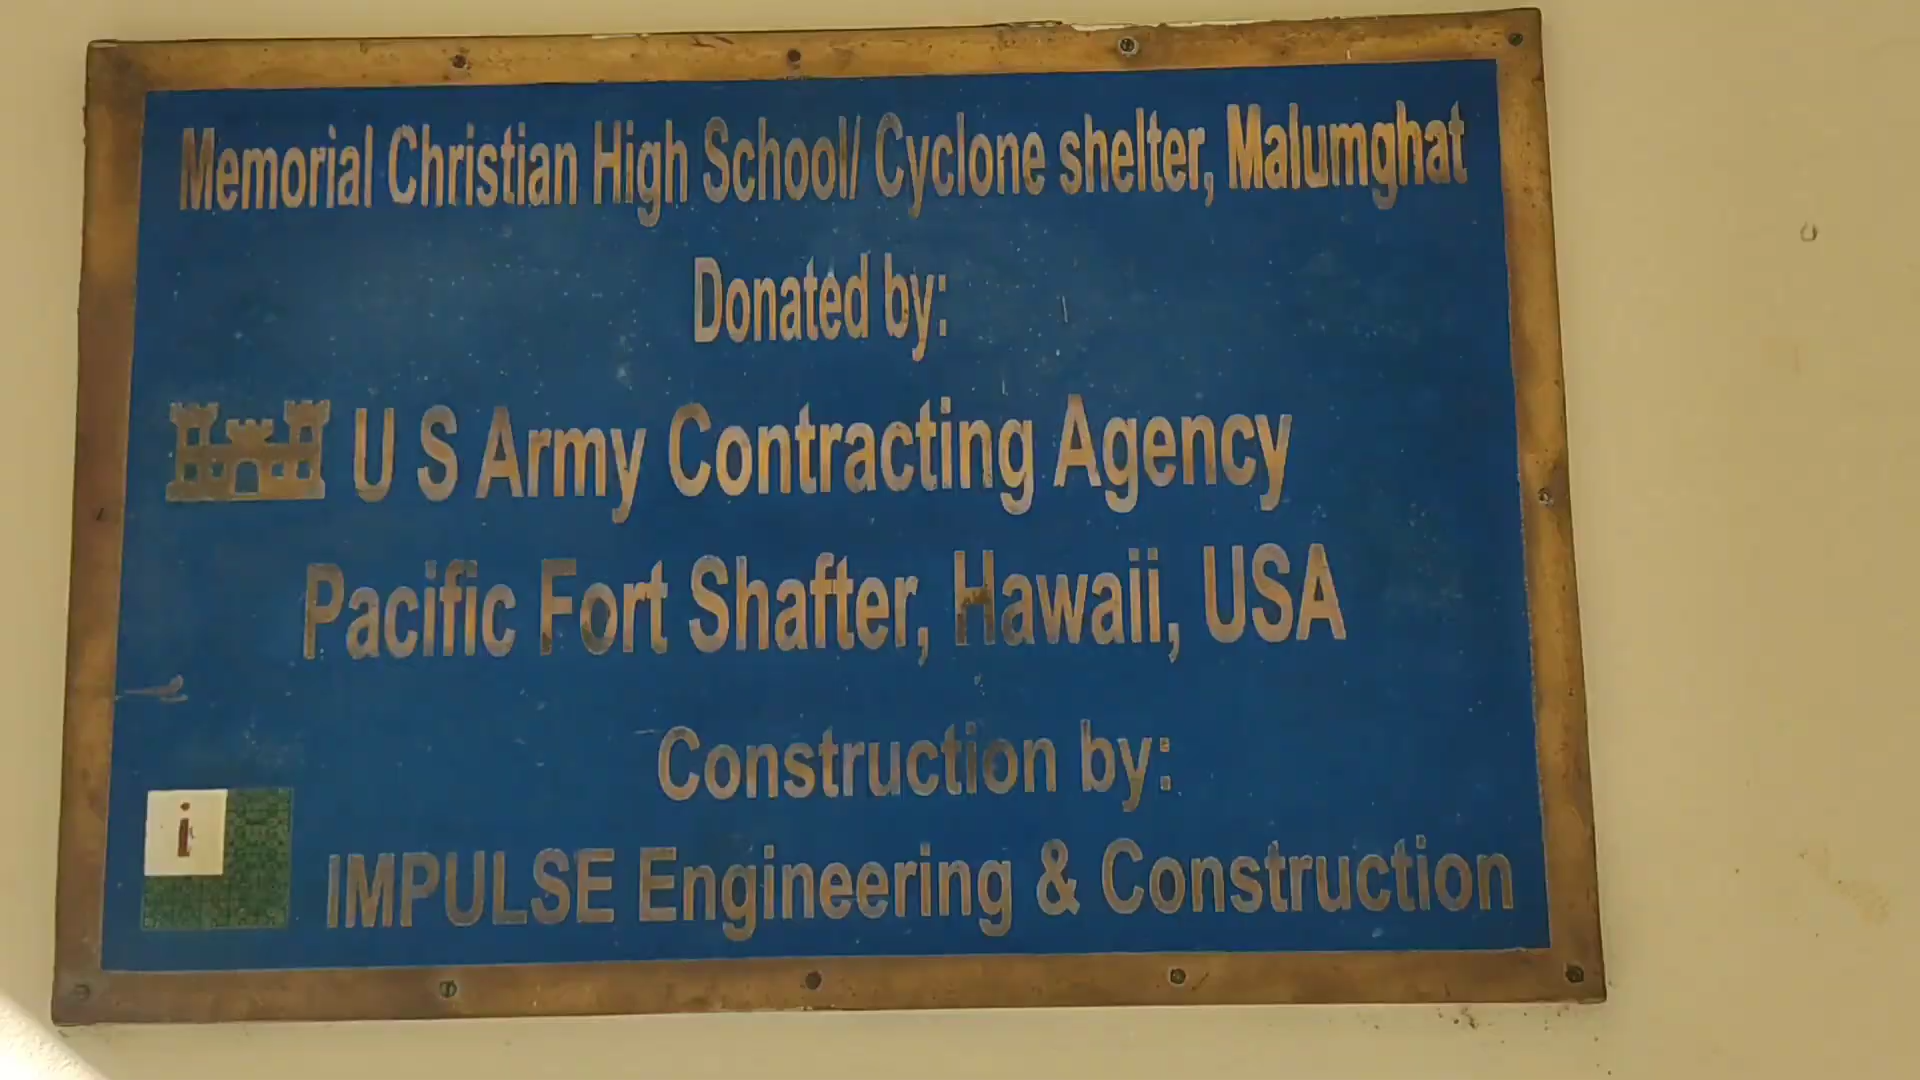 Memorial Christian High School/ Cyclone shelter, Malumghat
Donated by:
U S Army Contracting Agency
Pacific Fort Shafter, Hawaii, USA
Construction by:
i
IMPULSE Engineering & Construction